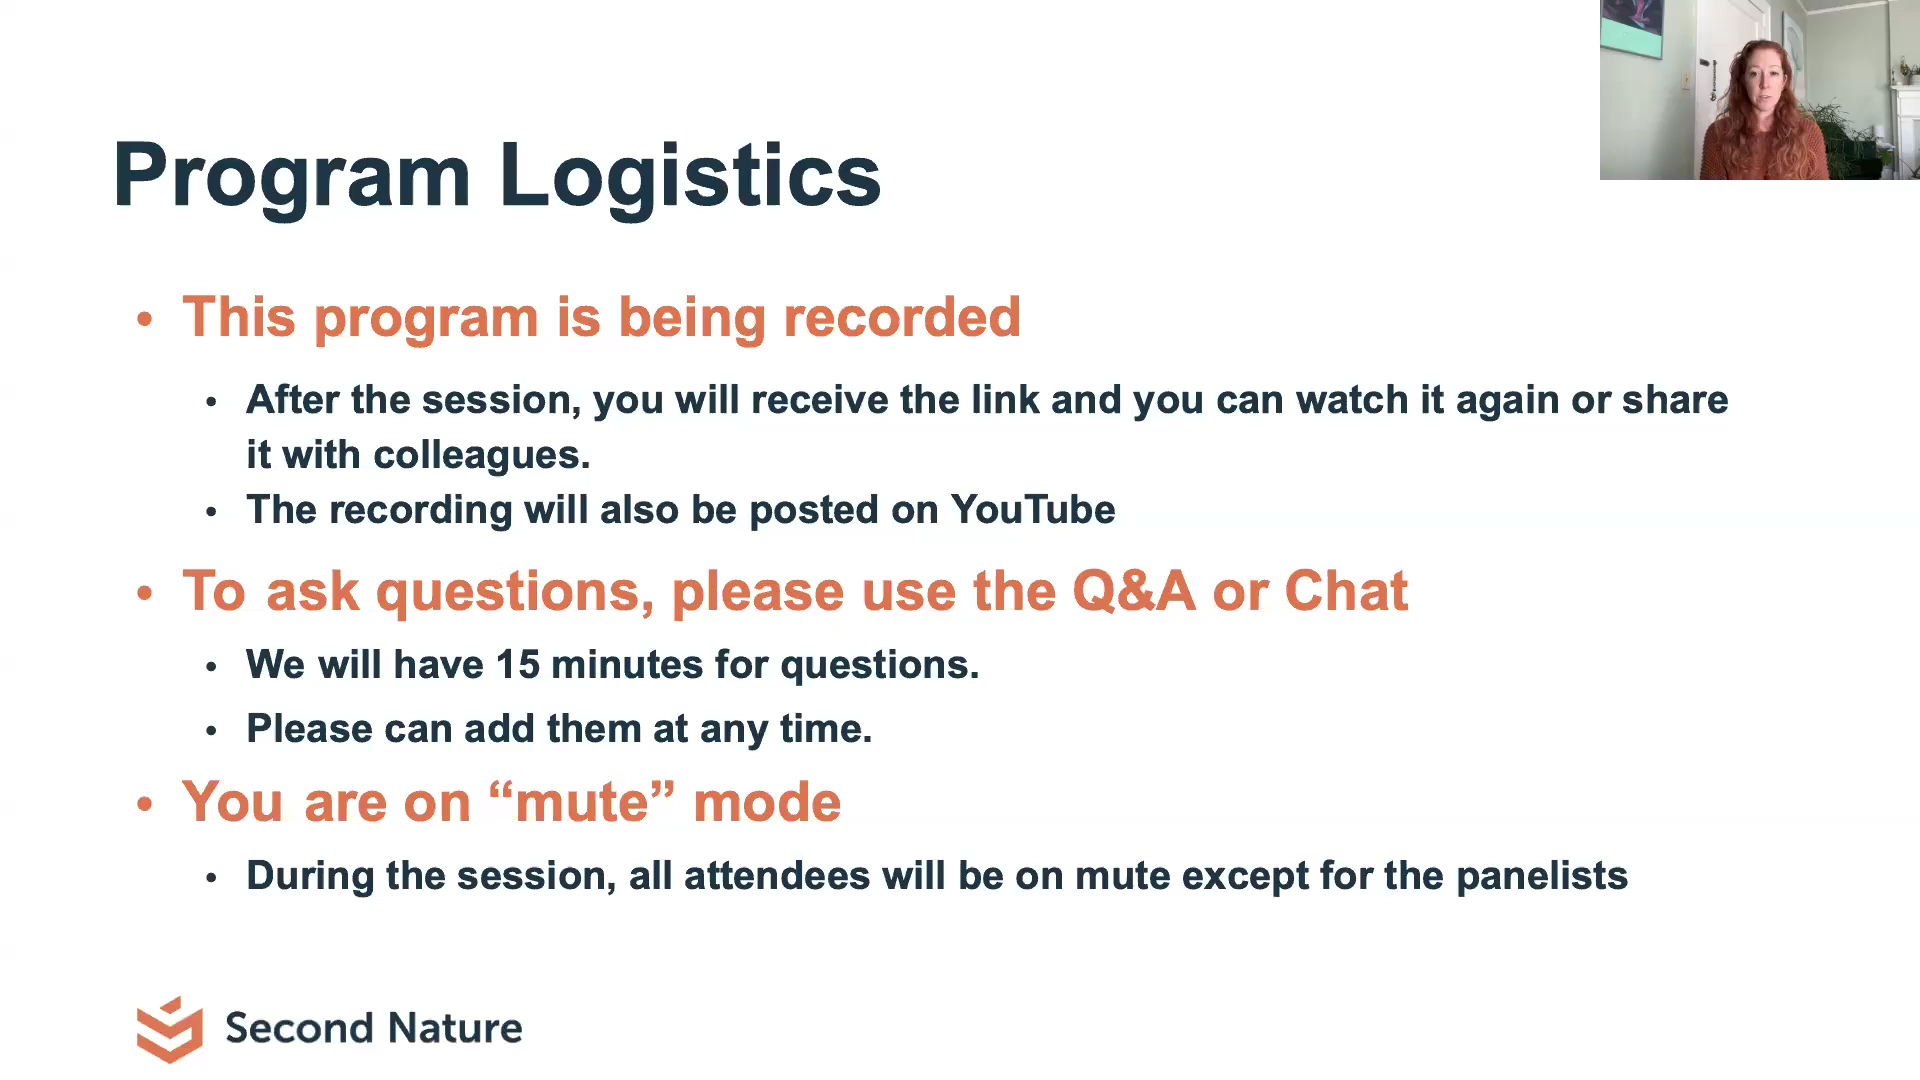 Program Logistics
• This program is being recorded
• After the session, you will receive the link and you can watch it again or share
it with colleagues.
• The recording will also be posted on YouTube
• To ask questions, please use the Q&A or Chat
• We will have 15 minutes for questions.
• Please can add them at any time.
• You are on “mute” mode
• During the session, all attendees will be on mute except for the panelists
Second Nature